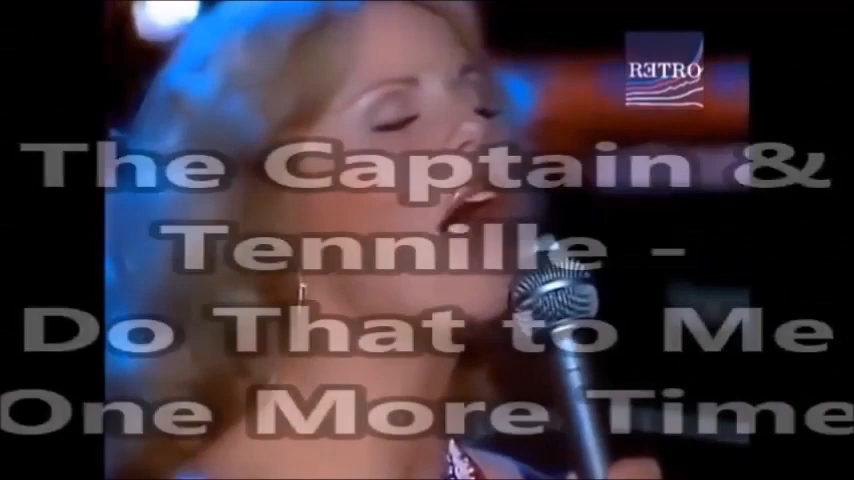 RETRO
The Captain &
Tennille -
Do That to Me
One More Time